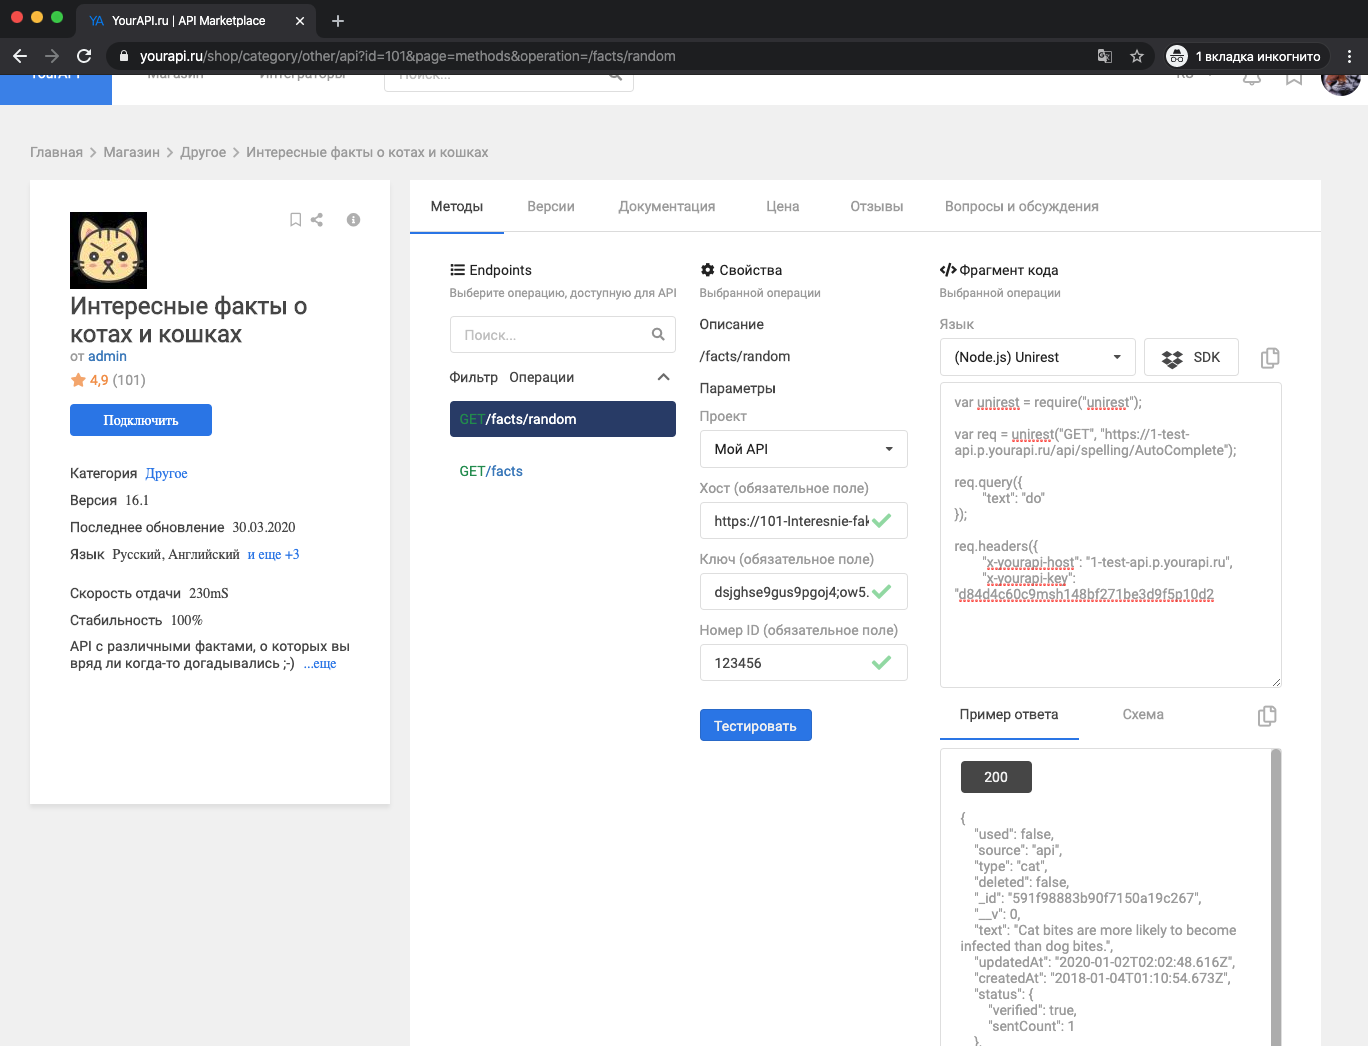 YA YourAPI.ru | API Marketplace
yourapi.ru/shop/category/other/api?id=101&page=methods&operation=/facts/random
1 вкладка инкогнито
YourAPI Магазин Интеграторы Поиск... RU
Главная Магазин Другое Интересные факты о котах и кошках
Интересные факты о
котах и кошках
от admin
4,9 (101)
Подключить
Категория Другое
Версия 16.1
Последнее обновление 30.03.2020
Язык Русский, Английский и еще +3
Скорость отдачи 230mS
Стабильность 100%
API с различными фактами, о которых вы
вряд ли когда-то догадывались ;-) ...еще
Методы Версии Документация Цена Отзывы Вопросы и обсуждения
Endpoints
Выберите операцию, доступную для API
Поиск...
Фильтр Операции
GET/facts/random
GET/facts
Свойства
Выбранной операции
Описание
/facts/random
Параметры
Проект
Мой API
Хост (обязательное поле)
https://101-Interesnie-fak
Ключ (обязательное поле)
dsjghse9gus9pgoj4;ow5.
Номер ID (обязательное поле)
123456
Тестировать
Фрагмент кода
Выбранной операции
Язык
(Node.js) Unirest SDK
var unirest = require("unirest");
var req = unirest("GET", "https://1-test-
api.p.yourapi.ru/api/spelling/AutoComplete");
req.query({
"text": "do"
});
req.headers({
"x-yourapi-host": "1-test-api.p.yourapi.ru",
"x-yourapi-key":
"d84d4c60c9msh148bf271be3d9f5p10d2
Пример ответа Схема
200
{
"used": false,
"source": "api",
"type": "cat",
"deleted": false,
"_id": "591f98883b90f7150a19c267",
"__v": 0,
"text": "Cat bites are more likely to become
infected than dog bites.",
"updatedAt": "2020-01-02T02:02:48.616Z",
"createdAt": "2018-01-04T01:10:54.673Z",
"status": {
"verified": true,
"sentCount": 1
},